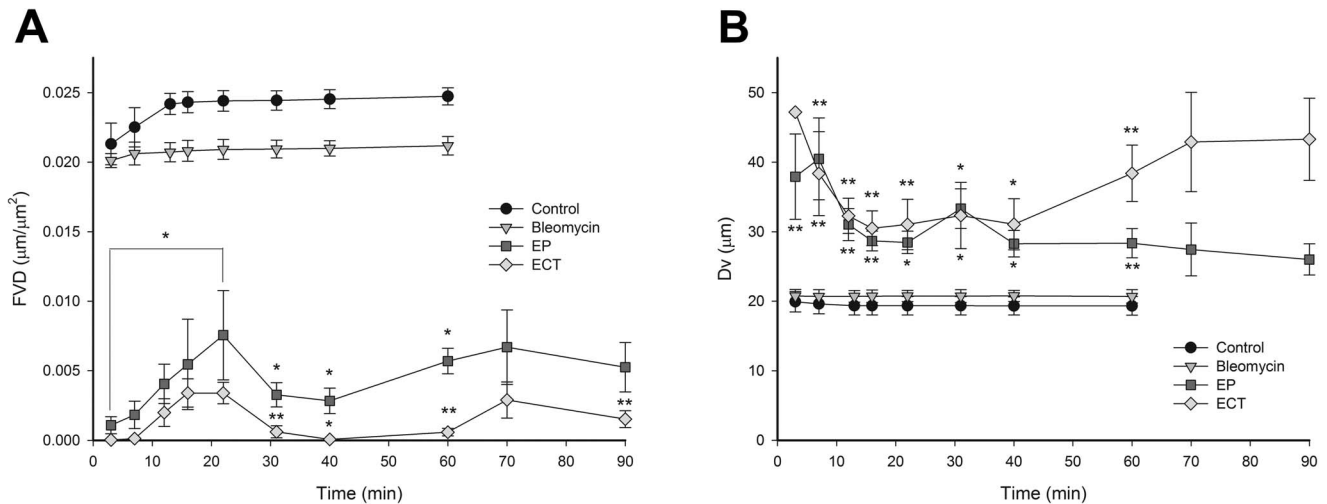 A
FVD (μm/μm²)
0.025
0.020
0.015
0.010
0.005
0.000
0 10 20 30 40 50 60 70 80 90
Time (min)
Control
Bleomycin
EP
ECT
*
* * *
** * ** **
B
Dv (μm)
50
40
30
20
10
0
0 10 20 30 40 50 60 70 80 90
Time (min)
** ** ** ** * * **
** ** ** ** * * * **
Control
Bleomycin
EP
ECT